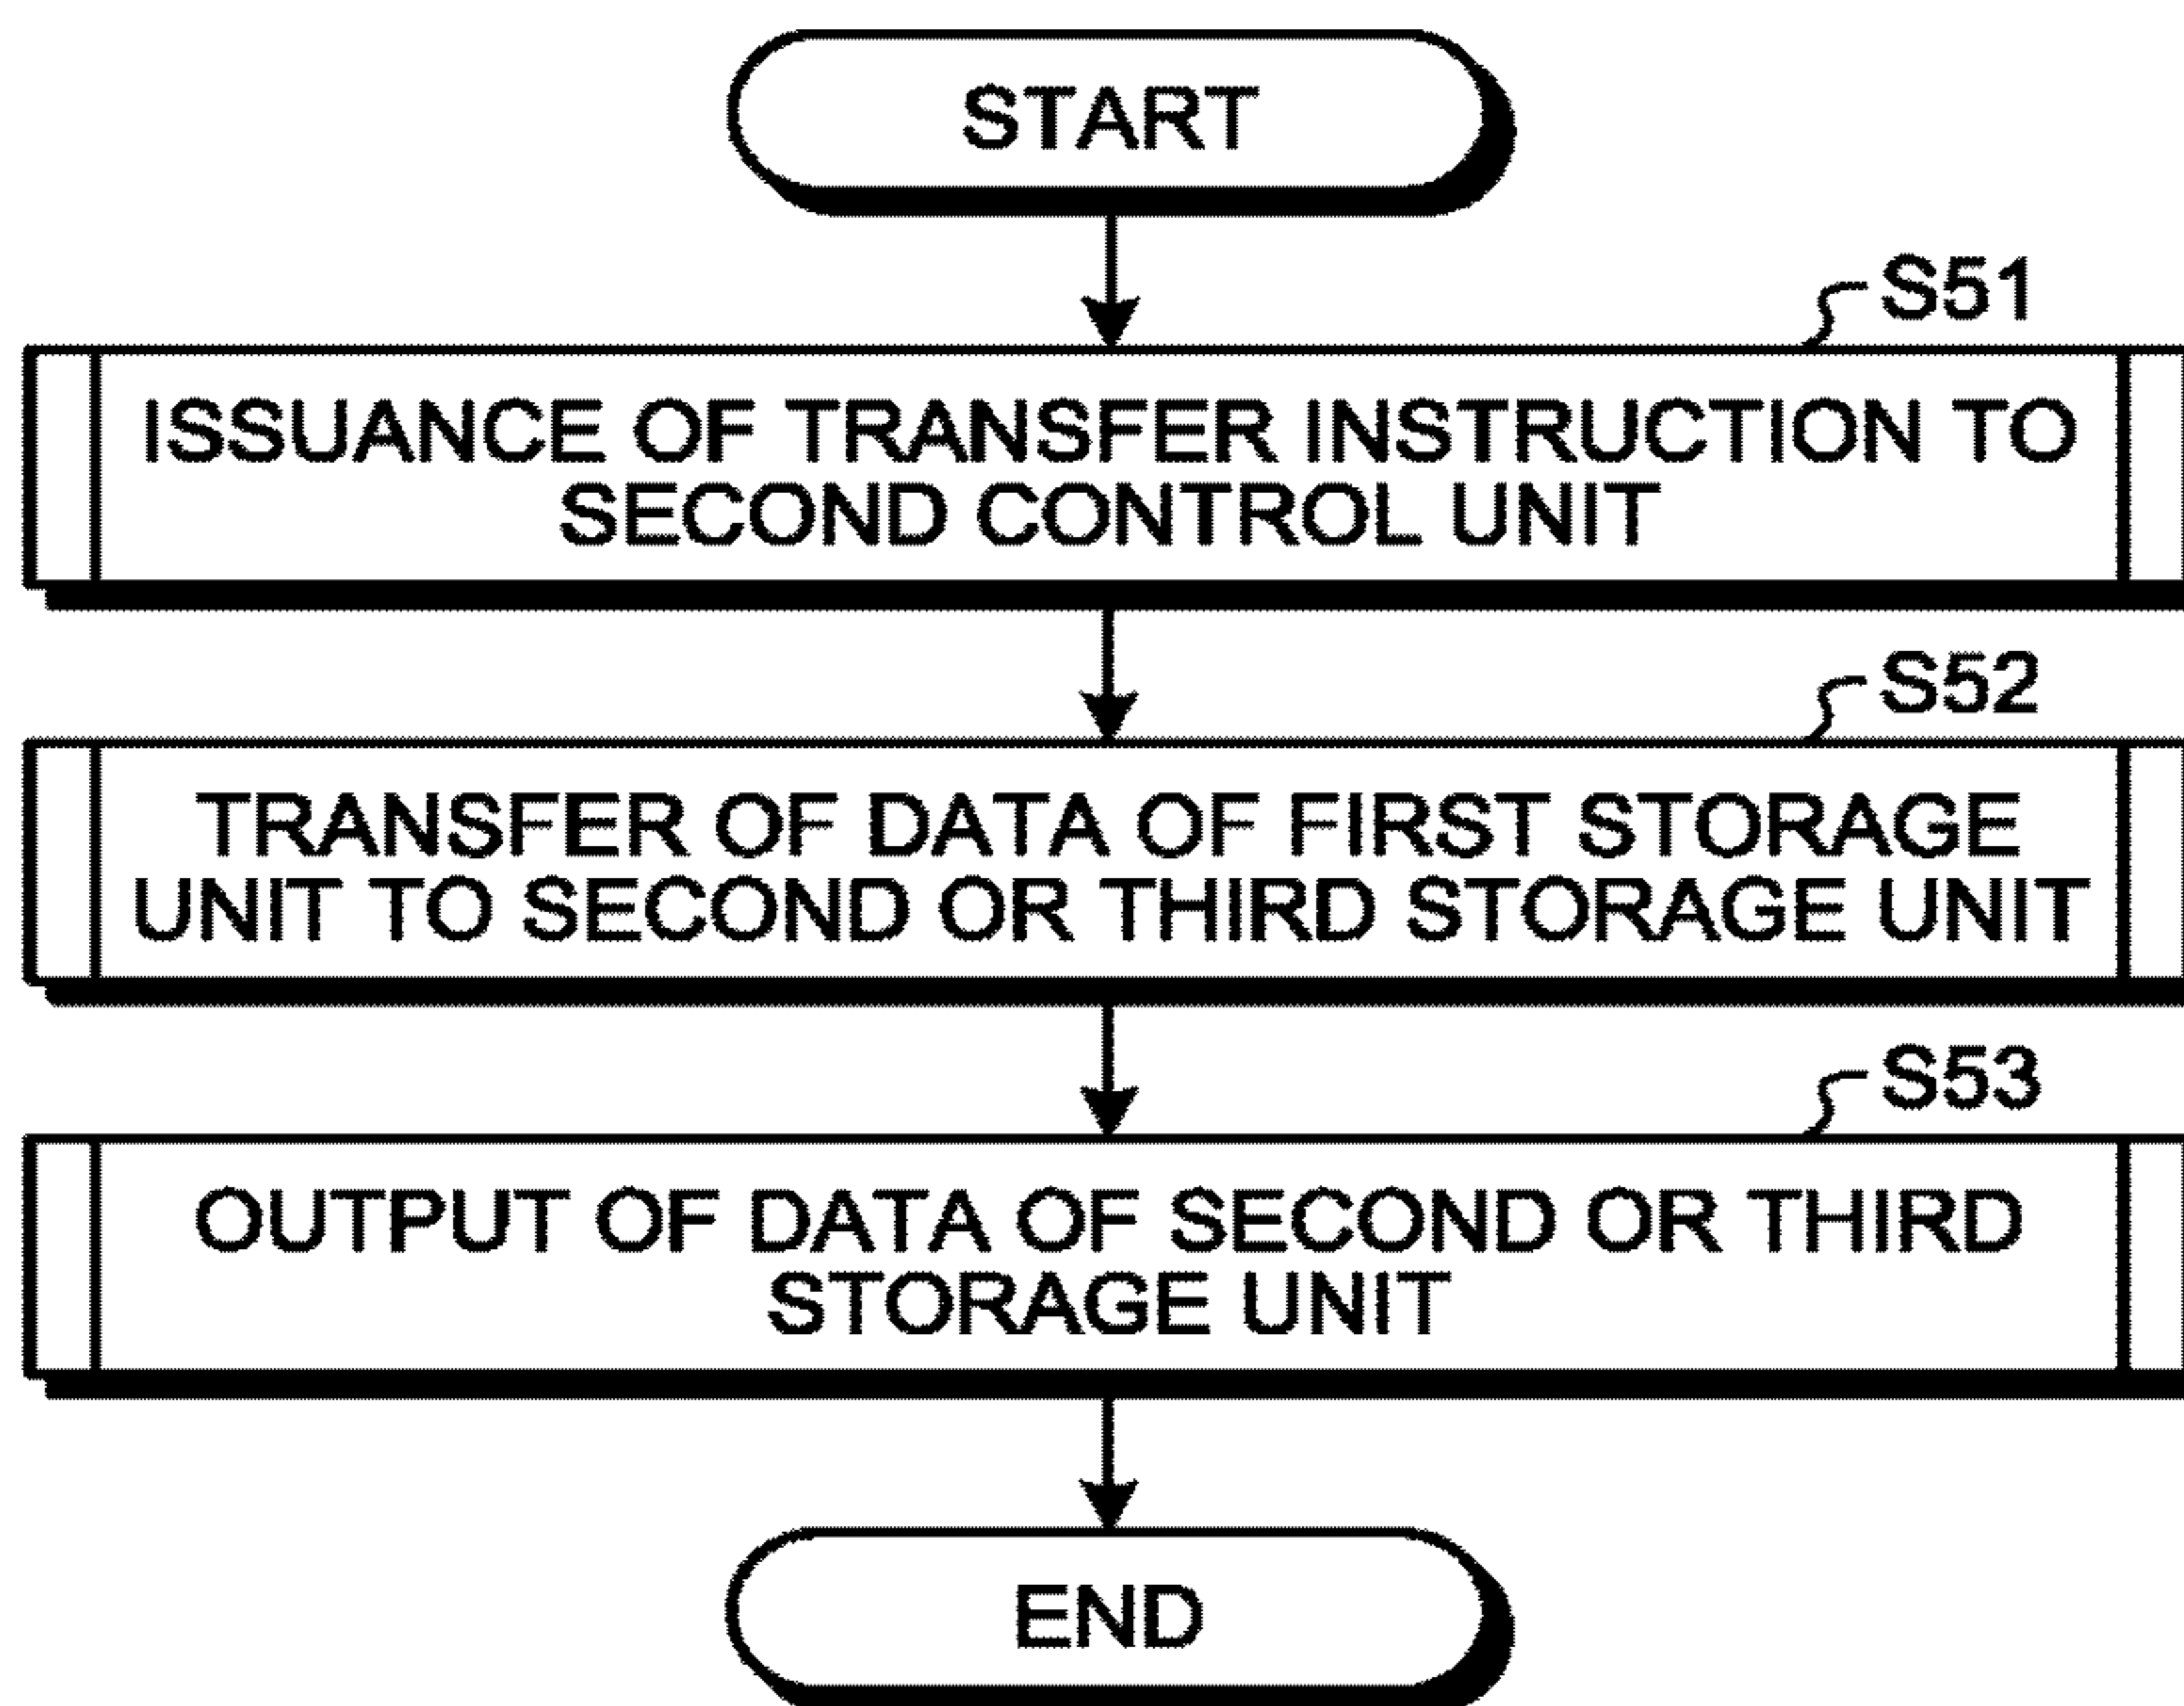 START
S51
ISSUANCE OF TRANSFER INSTRUCTION TO
SECOND CONTROL UNIT
S52
TRANSFER OF DATA OF FIRST STORAGE
UNIT TO SECOND OR THIRD STORAGE UNIT
S53
OUTPUT OF DATA OF SECOND OR THIRD
STORAGE UNIT
END